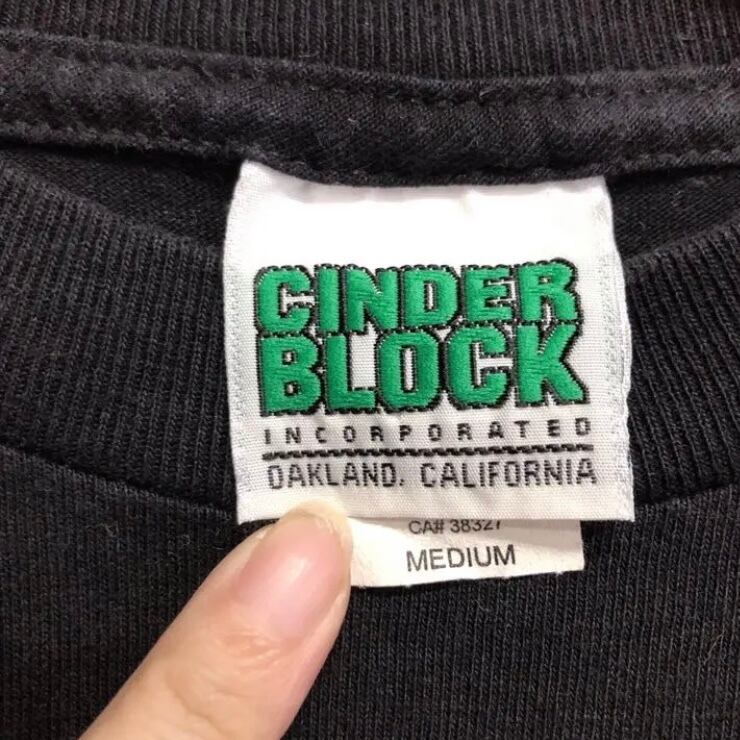 CINDER
BLOCK
INCORPORATED
OAKLAND, CALIFORNIA
CA# 38327
MEDIUM